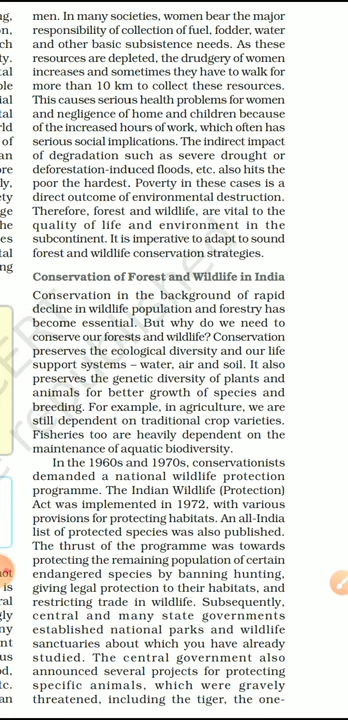 men. In many societies, women bear the major
responsibility of collection of fuel, fodder, water
and other basic subsistence needs. As these
resources are depleted, the drudgery of women
increases and sometimes they have to walk for
more than 10 km to collect these resources.
This causes serious health problems for women
and negligence of home and children because
of the increased hours of work, which often has
serious social implications. The indirect impact
of degradation such as severe drought or
deforestation-induced floods, etc. also hits the
poor the hardest. Poverty in these cases is a
direct outcome of environmental destruction.
Therefore, forest and wildlife, are vital to the
quality of life and environment in the
subcontinent. It is imperative to adapt to sound
forest and wildlife conservation strategies.
Conservation of Forest and Wildlife in India
Conservation in the background of rapid
decline in wildlife population and forestry has
become essential. But why do we need to
conserve our forests and wildlife? Conservation
preserves the ecological diversity and our life
support systems – water, air and soil. It also
preserves the genetic diversity of plants and
animals for better growth of species and
breeding. For example, in agriculture, we are
still dependent on traditional crop varieties.
Fisheries too are heavily dependent on the
maintenance of aquatic biodiversity.
In the 1960s and 1970s, conservationists
demanded a national wildlife protection
programme. The Indian Wildlife (Protection)
Act was implemented in 1972, with various
provisions for protecting habitats. An all-India
list of protected species was also published.
The thrust of the programme was towards
protecting the remaining population of certain
endangered species by banning hunting,
giving legal protection to their habitats, and
restricting trade in wildlife. Subsequently,
central and many state governments
established national parks and wildlife
sanctuaries about which you have already
studied. The central government also
announced several projects for protecting
specific animals, which were gravely
threatened, including the tiger, the one-